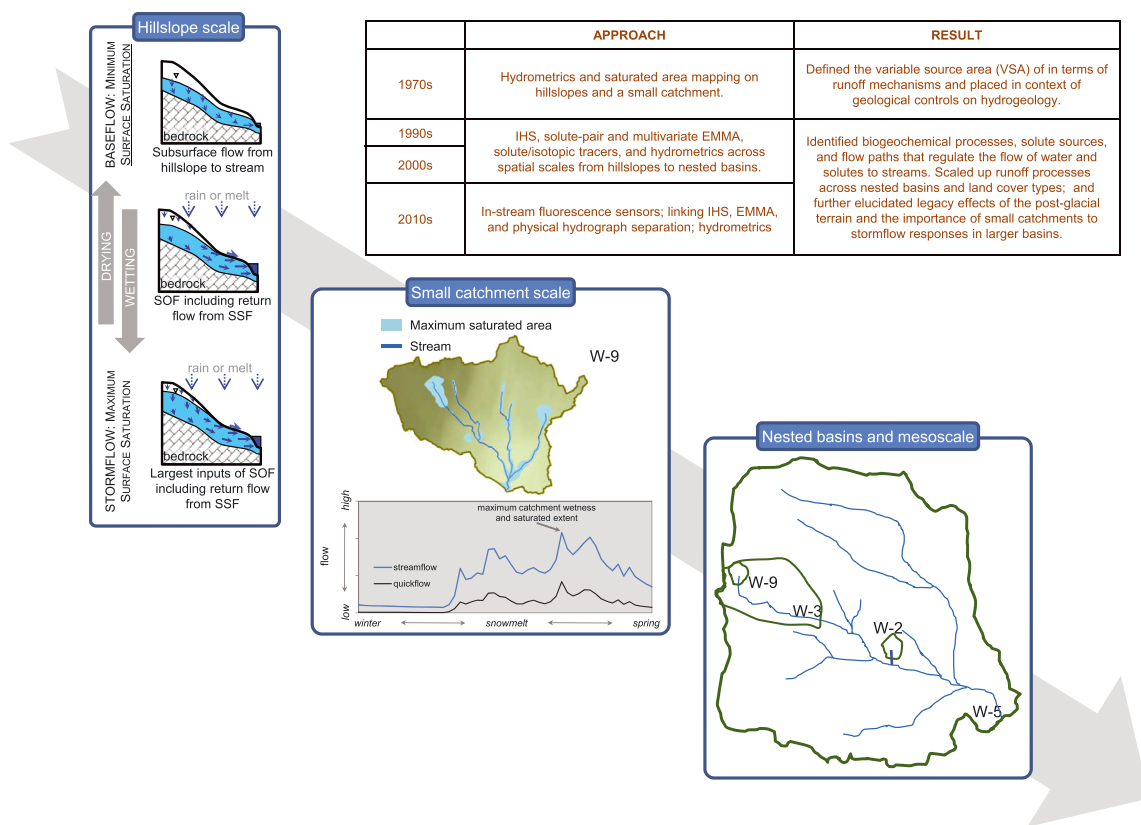 Hillslope scale
BASEFLOW: MINIMUM
SURFACE SATURATION
bedrock
Subsurface flow from
hillslope to stream
DRYING
WETTING
rain or melt
bedrock
SOF including return
flow from SSF
STORMFLOW: MAXIMUM
SURFACE SATURATION
rain or melt
bedrock
Largest inputs of SOF
including return flow
from SSF
APPROACH
RESULT
1970s
Hydrometrics and saturated area mapping on
hillslopes and a small catchment.
Defined the variable source area (VSA) of in terms of
runoff mechanisms and placed in context of
geological controls on hydrogeology.
1990s
2000s
IHS, solute-pair and multivariate EMMA,
solute/isotopic tracers, and hydrometrics across
spatial scales from hillslopes to nested basins.
Identified biogeochemical processes, solute sources,
and flow paths that regulate the flow of water and
solutes to streams. Scaled up runoff processes
across nested basins and land cover types; and
further elucidated legacy effects of the post-glacial
terrain and the importance of small catchments to
stormflow responses in larger basins.
2010s
In-stream fluorescence sensors; linking IHS, EMMA,
and physical hydrograph separation; hydrometrics
Small catchment scale
Maximum saturated area
Stream
W-9
high
flow
low
maximum catchment wetness
and saturated extent
streamflow
quickflow
winter
snowmelt
spring
Nested basins and mesoscale
W-9
W-3
W-2
W-5